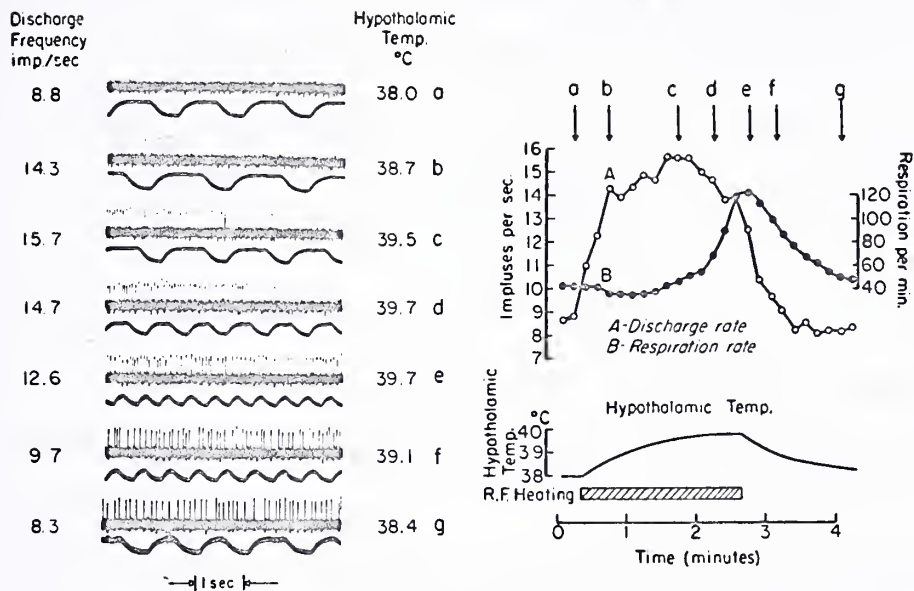 Discharge
Frequency
imp./sec
Hypothalamic
Temp.
°C
8.8
38.0 a
14.3
38.7 b
15.7
39.5 c
14.7
39.7 d
12.6
39.7 e
9.7
39.1 f
8.3
38.4 g
1 sec
a b c d e f g
Impluses per sec.
16
15
14
13
12
11
10
9
8
7
A
B
A-Discharge rate
B-Respiration rate
Respiration per min.
120
100
80
60
40
Hypothalamic Temp.
Hypothalamic
Temp.
°C
40
39
38
R.F. Heating
0 1 2 3 4
Time (minutes)